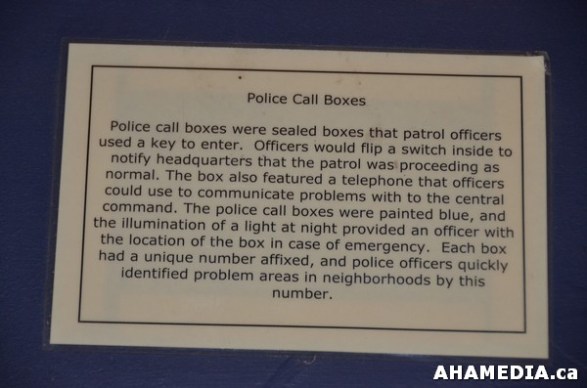 Police Call Boxes
Police call boxes were sealed boxes that patrol officers
used a key to enter.  Officers would flip a switch inside to
notify headquarters that the patrol was proceeding as
normal. The box also featured a telephone that officers
could use to communicate problems with to the central
command. The police call boxes were painted blue, and
the illumination of a light at night provided an officer with
the location of the box in case of emergency.  Each box
had a unique number affixed, and police officers quickly
identified problem areas in neighborhoods by this
number.
AHAMEDIA.ca